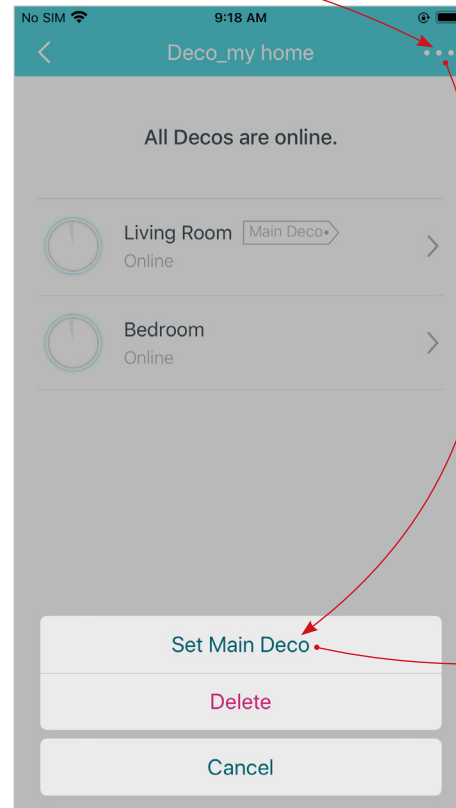 No SIM 9:18 AM
Deco_my home
All Decos are online.
Living Room Main Deco
Online
Bedroom
Online
Set Main Deco
Delete
Cancel